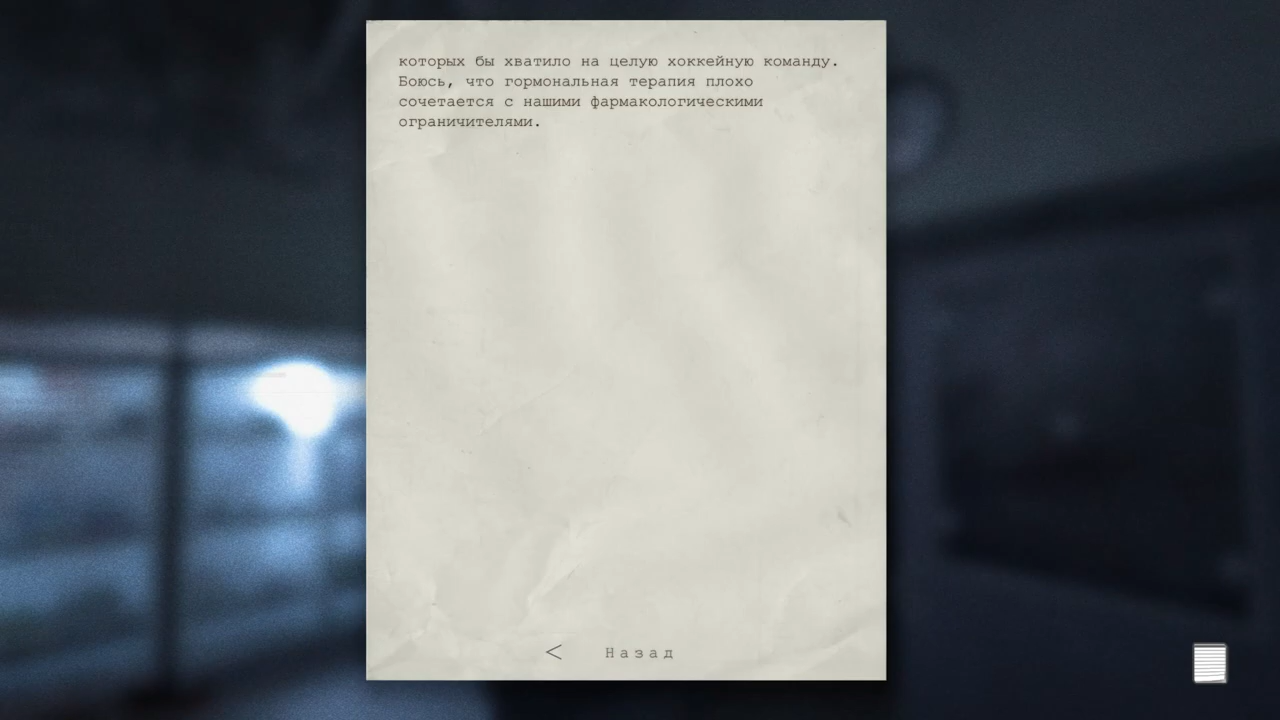 которых бы хватило на целую хоккейную команду.
Боюсь, что гормональная терапия плохо
сочетается с нашими фармакологическими
ограничителями.
< Назад